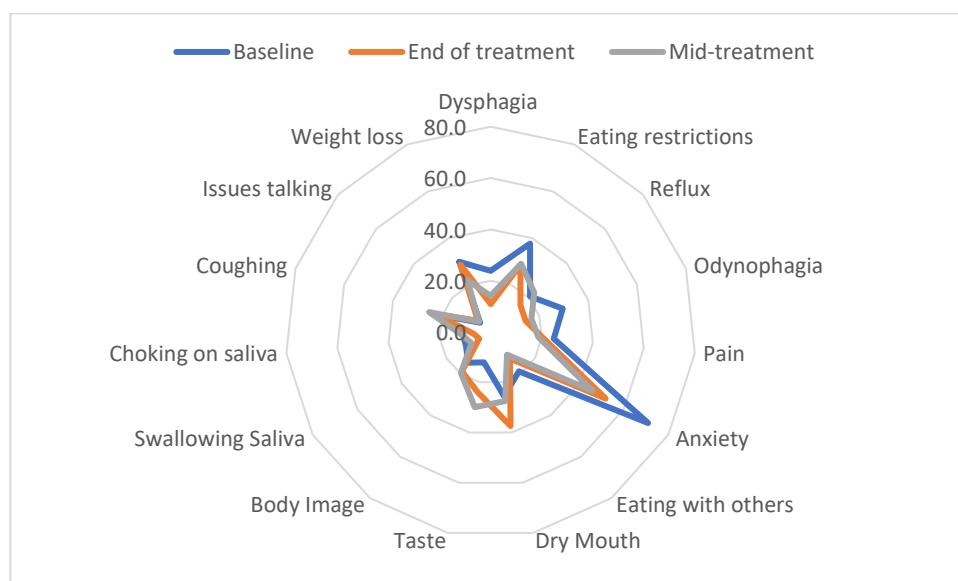 Baseline End of treatment Mid-treatment
Dysphagia
80.0
60.0
40.0
20.0
0.0
Eating restrictions
Reflux
Odynophagia
Pain
Anxiety
Eating with others
Dry Mouth
Taste
Body Image
Swallowing Saliva
Choking on saliva
Coughing
Issues talking
Weight loss